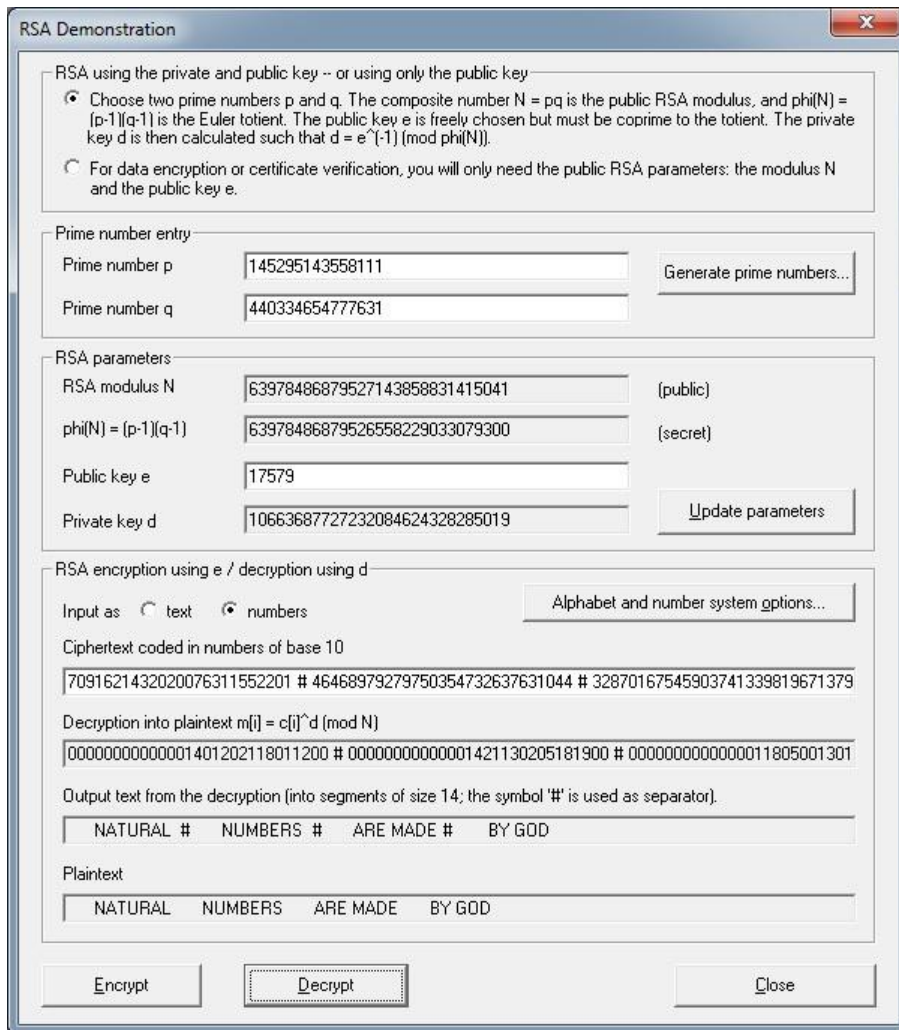 RSA Demonstration
RSA using the private and public key -- or using only the public key
Choose two prime numbers p and q. The composite number N = pq is the public RSA modulus, and phi(N) =
(p-1)(q-1) is the Euler totient. The public key e is freely chosen but must be coprime to the totient. The private
key d is then calculated such that d = e^(-1) (mod phi(N)).
For data encryption or certificate verification, you will only need the public RSA parameters: the modulus N
and the public key e.
Prime number entry
Prime number p
145295143558111
Generate prime numbers...
Prime number q
440334654777631
RSA parameters
RSA modulus N
63978486879527143858831415041
(public)
phi(N) = (p-1)(q-1)
63978486879526558229033079300
(secret)
Public key e
17579
Private key d
10663687727232084624328285019
Update parameters
RSA encryption using e / decryption using d
Input as text numbers
Alphabet and number system options...
Ciphertext coded in numbers of base 10
7091621432020076311552201 # 46468979279750354732637631044 # 32870167545903741339819671379
Decryption into plaintext m[i] = c[i]^d (mod N)
00000000000001401202118011200 # 00000000000001421130205181900 # 00000000000000011805001301
Output text from the decryption (into segments of size 14; the symbol '#' is used as separator).
NATURAL # NUMBERS # ARE MADE # BY GOD
Plaintext
NATURAL NUMBERS ARE MADE BY GOD
Encrypt
Decrypt
Close